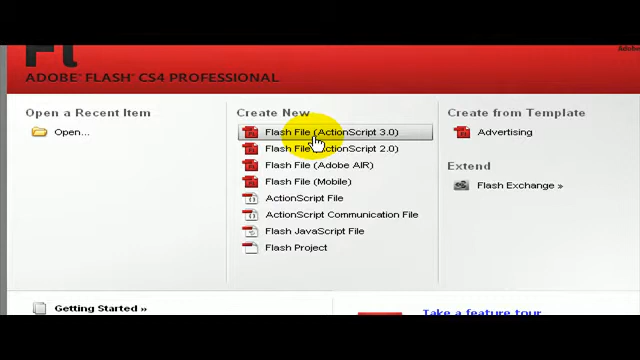 Fl
Adobe
ADOBE® FLASH® CS4 PROFESSIONAL
Open a Recent Item
Open...
Create New
Flash File (ActionScript 3.0)
Flash File (ActionScript 2.0)
Flash File (Adobe AIR)
Flash File (Mobile)
ActionScript File
ActionScript Communication File
Flash JavaScript File
Flash Project
Create from Template
Advertising
Extend
Flash Exchange »
Getting Started »
Take a feature tour